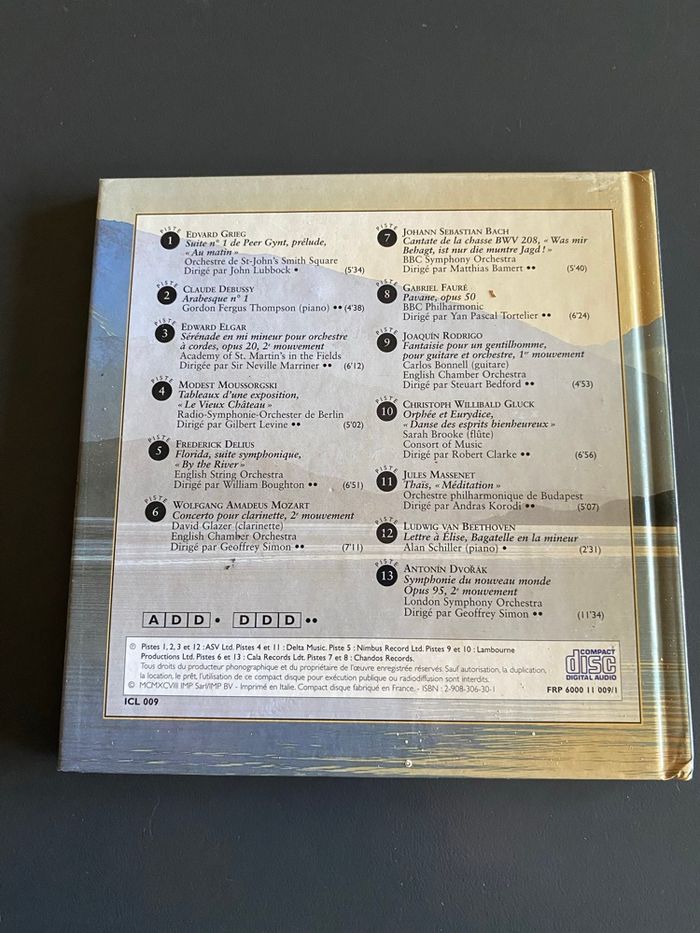 PISTE
1
EDVARD GRIEG
Suite n° 1 de Peer Gynt, prélude,
« Au matin »
Orchestre de St-John's Smith Square
Dirigé par John Lubbock • (5'34)
PISTE
2
CLAUDE DEBUSSY
Arabesque n° 1
Gordon Fergus Thompson (piano) •• (4'38)
PISTE
3
EDWARD ELGAR
Sérénade en mi mineur pour orchestre
à cordes, opus 20, 2e mouvement
Academy of St. Martin's in the Fields
Dirigée par Sir Neville Marriner •• (6'12)
PISTE
4
MODEST MOUSSORGSKI
Tableaux d'une exposition,
« Le Vieux Château »
Radio-Symphonie-Orchester de Berlin
Dirigé par Gilbert Levine •• (5'02)
PISTE
5
FREDERICK DELIUS
Florida, suite symphonique,
« By the River »
English String Orchestra
Dirigé par William Boughton •• (6'51)
PISTE
6
WOLFGANG AMADEUS MOZART
Concerto pour clarinette, 2e mouvement
David Glazer (clarinette)
English Chamber Orchestra
Dirigé par Geoffrey Simon •• (7'11)
PISTE
7
JOHANN SEBASTIAN BACH
Cantate de la chasse BWV 208, « Was mir
Behagt, ist nur die muntre Jagd ! »
BBC Symphony Orchestra
Dirigé par Matthias Bamert •• (5'40)
PISTE
8
GABRIEL FAURÉ
Pavane, opus 50
BBC Philharmonic
Dirigé par Yan Pascal Tortelier •• (6'24)
PISTE
9
JOAQUÍN RODRIGO
Fantaisie pour un gentilhomme,
pour guitare et orchestre, 1er mouvement
Carlos Bonnell (guitare)
English Chamber Orchestra
Dirigé par Steuart Bedford •• (4'53)
PISTE
10
CHRISTOPH WILLIBALD GLUCK
Orphée et Eurydice,
« Danse des esprits bienheureux »
Sarah Brooke (flûte)
Consort of Music
Dirigé par Robert Clarke •• (6'56)
PISTE
11
JULES MASSENET
Thaïs, « Méditation »
Orchestre philharmonique de Budapest
Dirigé par Andras Korodi •• (5'07)
PISTE
12
LUDWIG VAN BEETHOVEN
Lettre à Élise, Bagatelle en la mineur
Alan Schiller (piano) • (2'31)
PISTE
13
ANTONÍN DVOŘÁK
Symphonie du nouveau monde
Opus 95, 2e mouvement
London Symphony Orchestra
Dirigé par Geoffrey Simon •• (11'34)
A D D • D D D ••
℗ Pistes 1, 2, 3 et 12 : ASV Ltd. Pistes 4 et 11 : Delta Music. Piste 5 : Nimbus Record Ltd. Pistes 9 et 10 : Lambourne
Productions Ltd. Pistes 6 et 13 : Cala Records Ldt. Pistes 7 et 8 : Chandos Records.
Tous droits du producteur phonographique et du propriétaire de l'œuvre enregistrée réservés. Sauf autorisation, la duplication,
la location, le prêt, l'utilisation de ce compact disque pour exécution publique ou radiodiffusion sont interdits.
© MCMXCVIII IMP Sarl/IMP BV - Imprimé en Italie. Compact disque fabriqué en France. - ISBN : 2-908-306-30-1
COMPACT
disc
DIGITAL AUDIO
FRP 6000 11 009/1
ICL 009